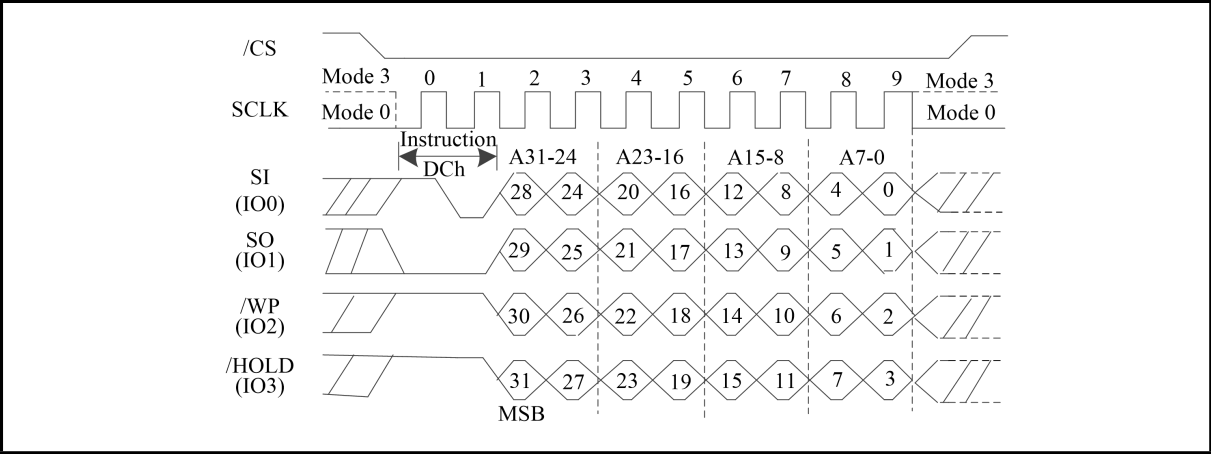 /CS
Mode 3 0 1 2 3 4 5 6 7 8 9 Mode 3
SCLK Mode 0 Mode 0
Instruction
DCh A31-24 A23-16 A15-8 A7-0
SI
(IO0) 28 24 20 16 12 8 4 0
SO
(IO1) 29 25 21 17 13 9 5 1
/WP
(IO2) 30 26 22 18 14 10 6 2
/HOLD
(IO3) 31 27 23 19 15 11 7 3
MSB